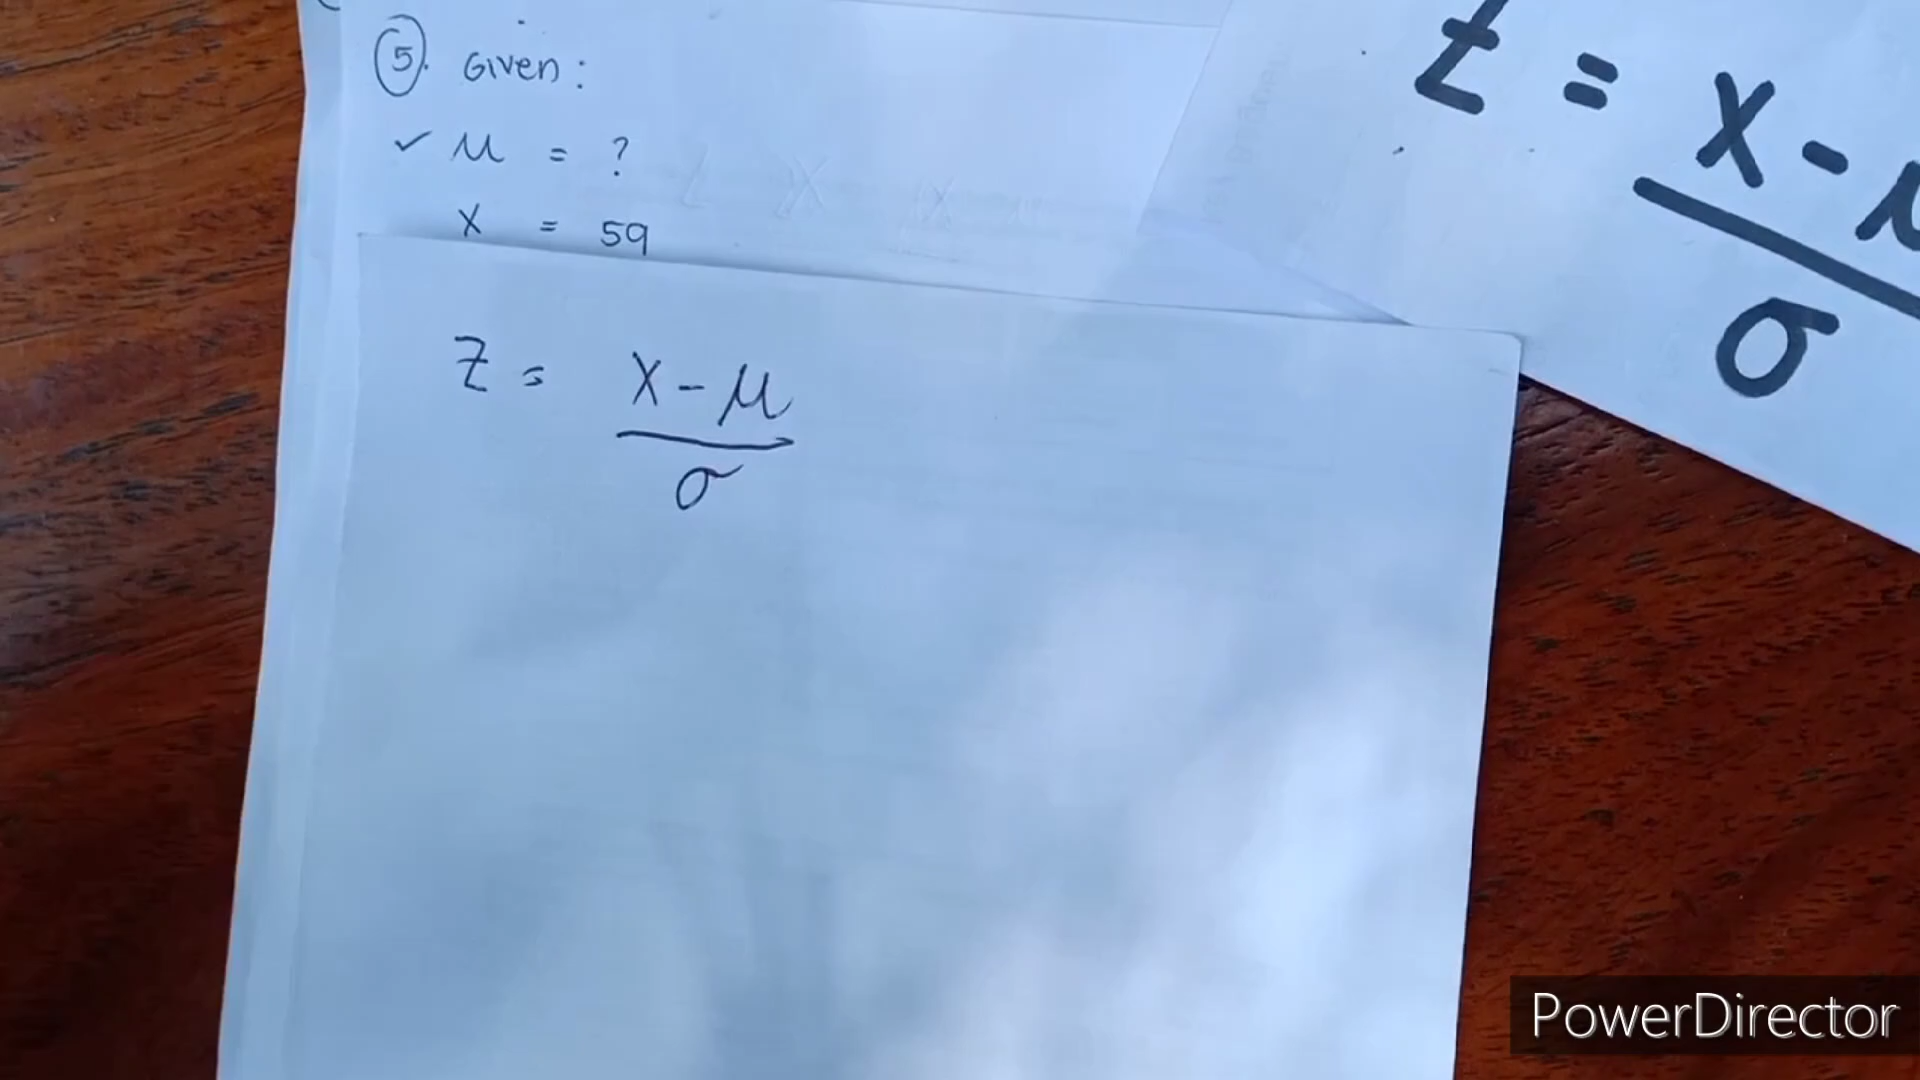 5. Given:
✓ μ = ?
X = 59
Z = X - μ
σ
Z = X - μ
σ
PowerDirector